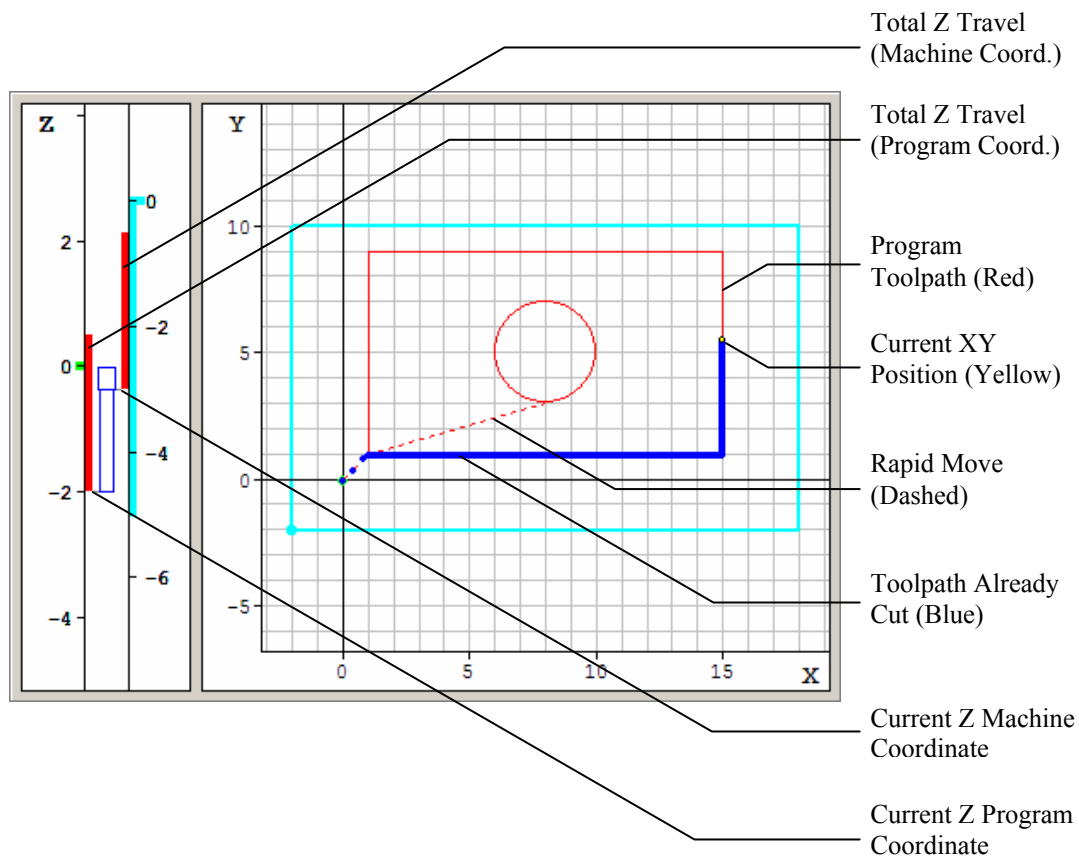 Total Z Travel
(Machine Coord.)
Total Z Travel
(Program Coord.)
Program
Toolpath (Red)
Current XY
Position (Yellow)
Rapid Move
(Dashed)
Toolpath Already
Cut (Blue)
Current Z Machine
Coordinate
Current Z Program
Coordinate
Z
2
0
-2
-4
0
-2
-4
-6
Y
10
5
0
-5
0
5
10
15
X